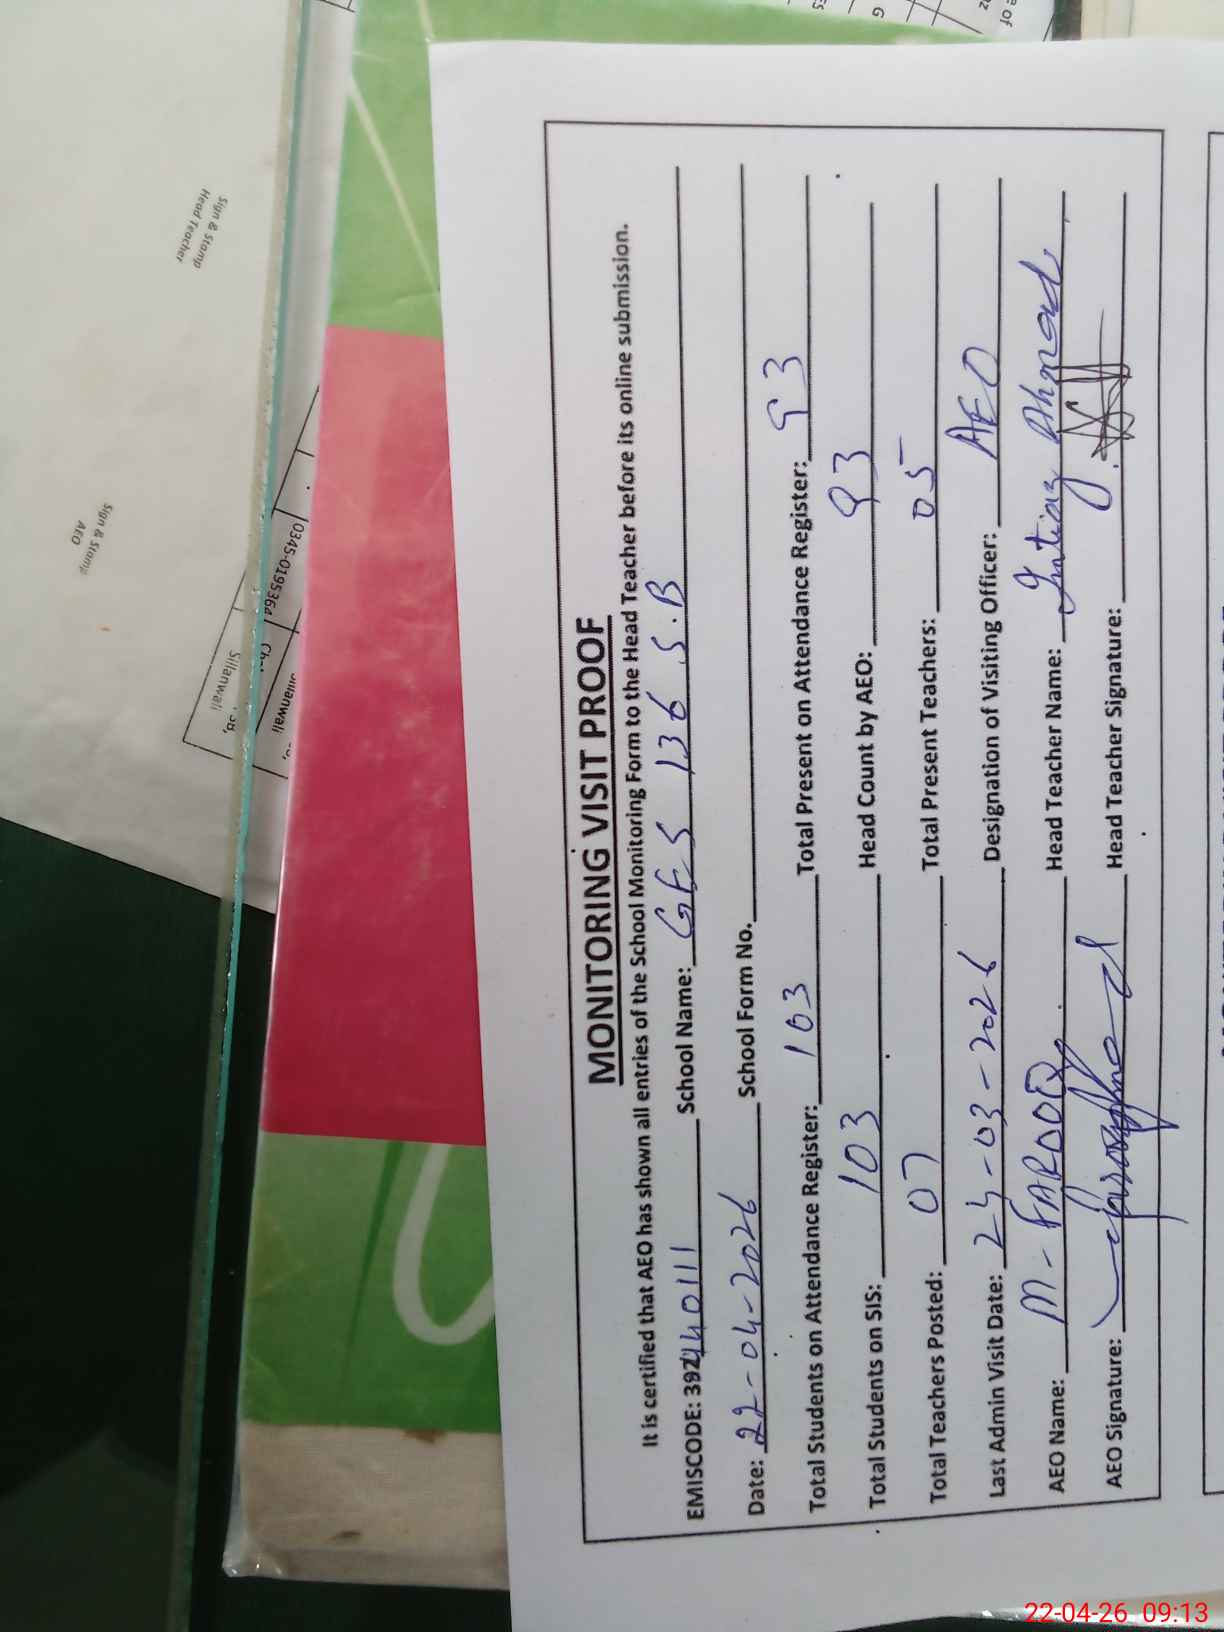 MONITORING VISIT PROOF
It is certified that AEO has shown all entries of the School Monitoring Form to the Head Teacher before its online submission.
EMISCODE: 39240111 School Name: GES 136 S.B
Date: 22-04-2026 School Form No.
Total Students on Attendance Register: 103 Total Present on Attendance Register: 93
Total Students on SIS: 103 Head Count by AEO: 93
Total Teachers Posted: 07 Total Present Teachers: 05
Last Admin Visit Date: 24-03-2026 Designation of Visiting Officer: AEO
AEO Name: M-FAROOQ Head Teacher Name: Imtiaz Ahmad
AEO Signature: Head Teacher Signature:
Sign & Stamp
Head Teacher
Sign & Stamp
AEO
0345-0195364
Sillanwali
22-04-26 09:13